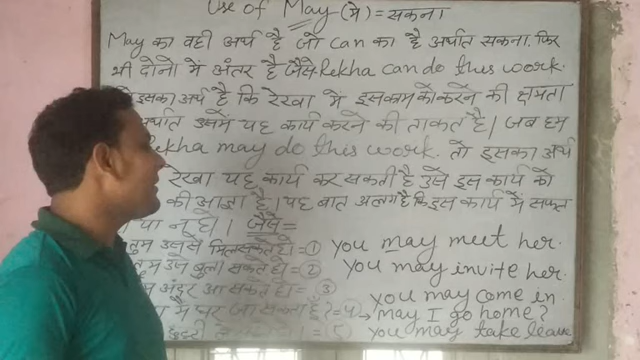 Use of May (मे) = सकना
May का वही अर्थ है जो can का है अर्थात सकना. फिर
भी दोनो में अंतर है जैसे Rekha can do this work.
इसका अर्थ है कि रेखा में इस काम को करने की क्षमता
अर्थात उसमें यह कार्य करने की ताकत है। जब हम
Rekha may do this work. तो इसका अर्थ
रेखा यह कार्य कर सकती है उसे इस कार्य को
की आज्ञा है। यह बात अलग है कि इस कार्य में सफल
या न हो। जैसे =
तुम उससे मिल सकते हो = ① You may meet her.
तुम उसे बुला सकते हो = ② You may invite her.
अंदर आ सकते हो = ③ You may come in
मैं घर जा सकता हूँ? = ④ → May I go home?
छुट्टी = ⑤ You may take leave